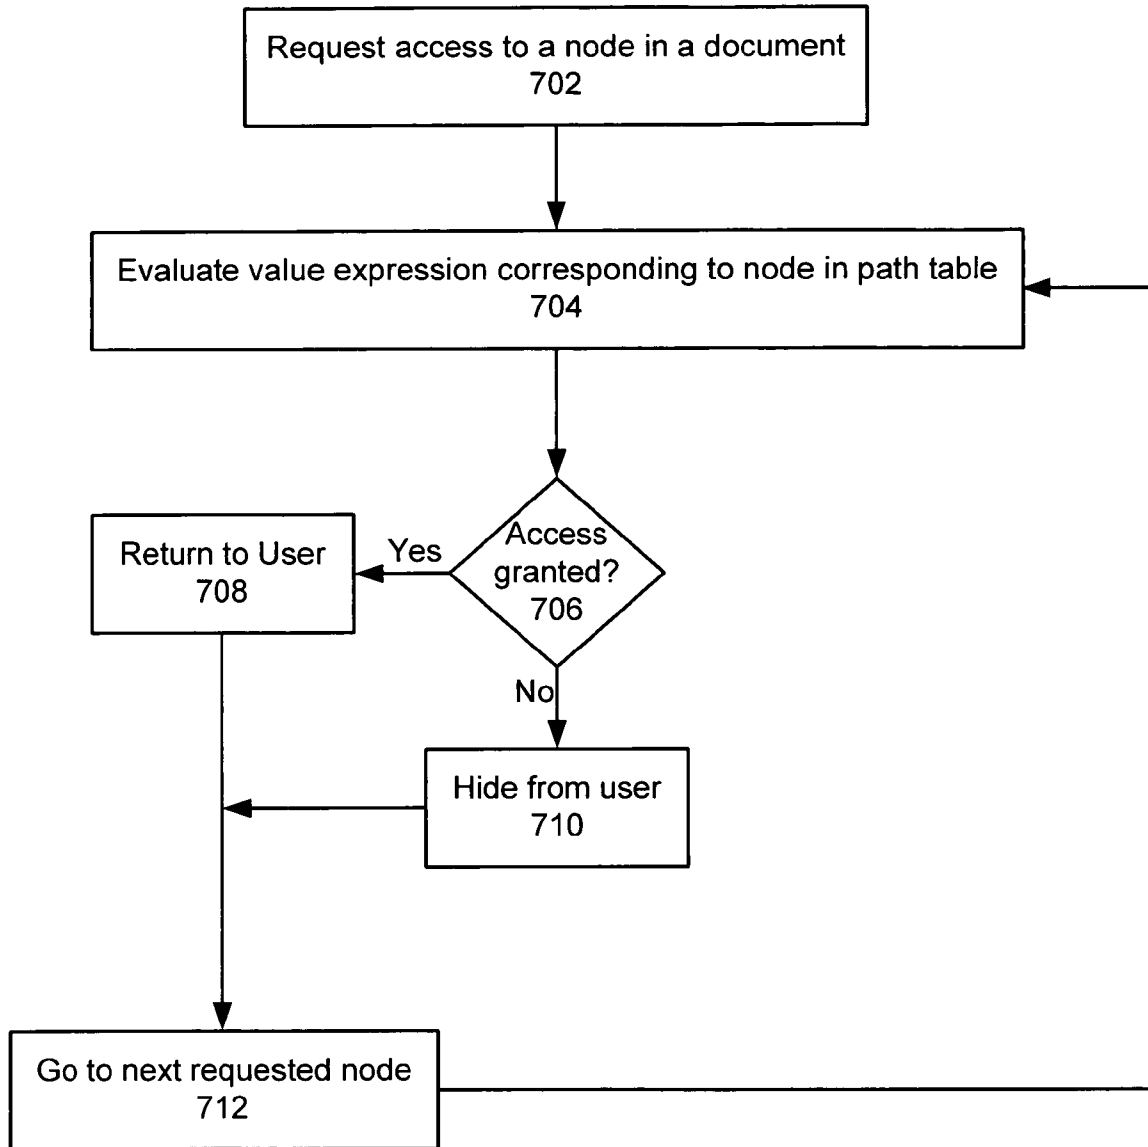 Request access to a node in a document
702
Evaluate value expression corresponding to node in path table
704
Access
granted?
706
Yes
Return to User
708
No
Hide from user
710
Go to next requested node
712